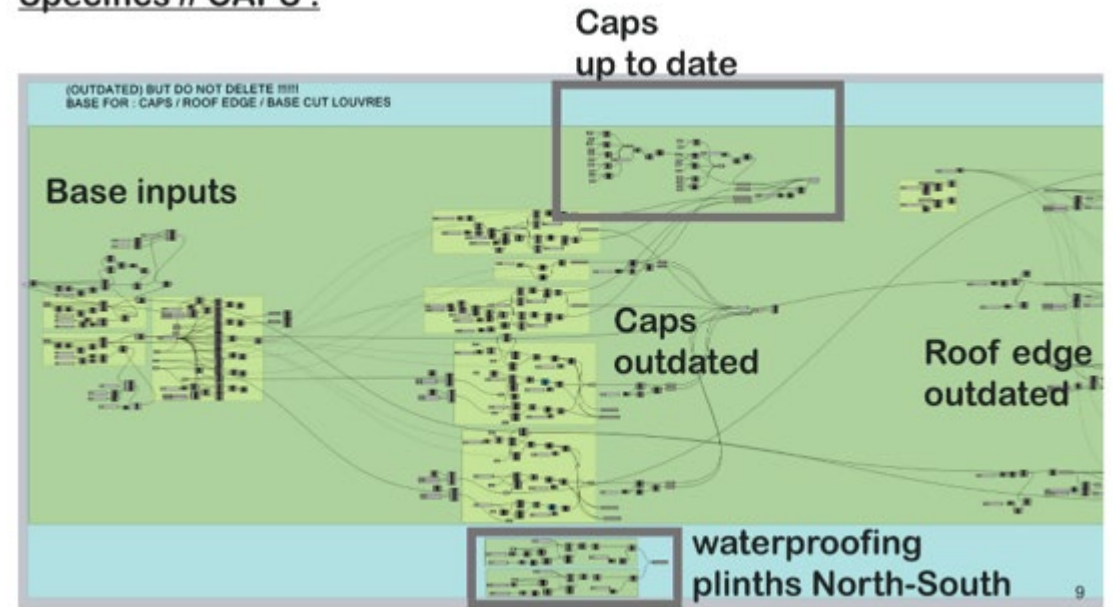 Specifics // CAPS :
Caps
up to date
(OUTDATED) BUT DO NOT DELETE !!!!!
BASE FOR : CAPS / ROOF EDGE / BASE CUT LOUVRES
Base inputs
Caps
outdated
Roof edge
outdated
waterproofing
plinths North-South
9